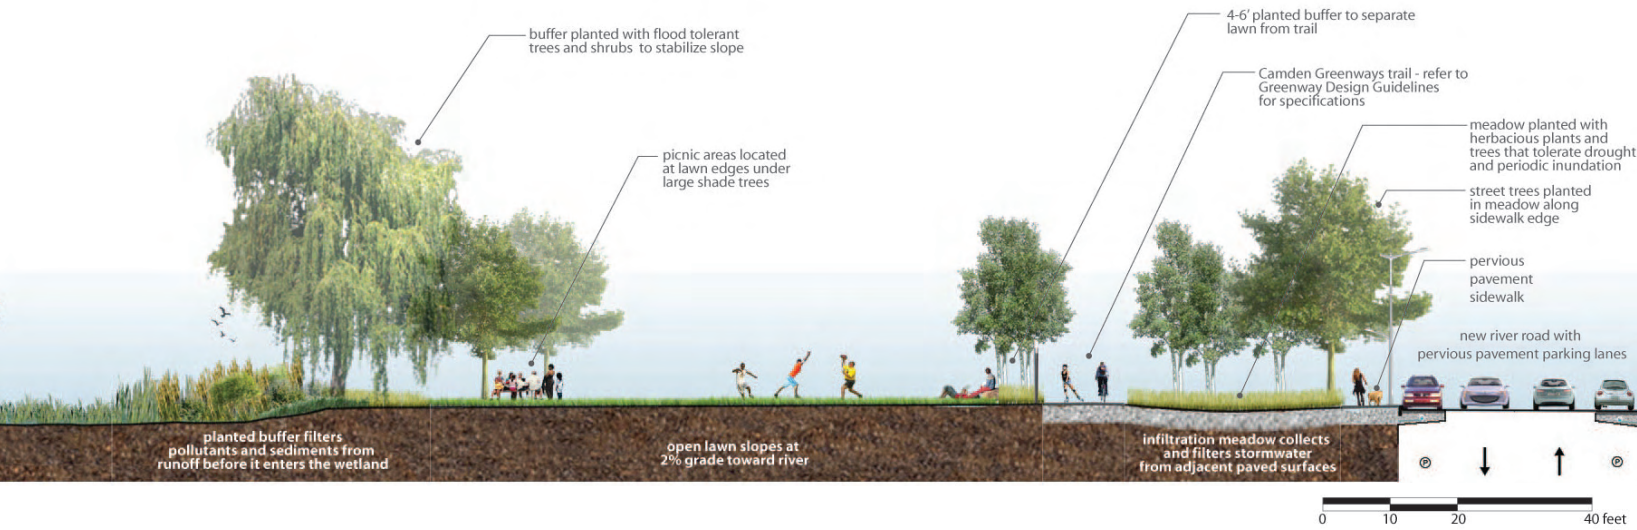 buffer planted with flood tolerant
trees and shrubs to stabilize slope
picnic areas located
at lawn edges under
large shade trees
4-6' planted buffer to separate
lawn from trail
Camden Greenways trail - refer to
Greenway Design Guidelines
for specifications
meadow planted with
herbacious plants and
trees that tolerate drought
and periodic inundation
street trees planted
in meadow along
sidewalk edge
pervious
pavement
sidewalk
new river road with
pervious pavement parking lanes
planted buffer filters
pollutants and sediments from
runoff before it enters the wetland
open lawn slopes at
2% grade toward river
infiltration meadow collects
and filters stormwater
from adjacent paved surfaces
P P
0 10 20 40 feet